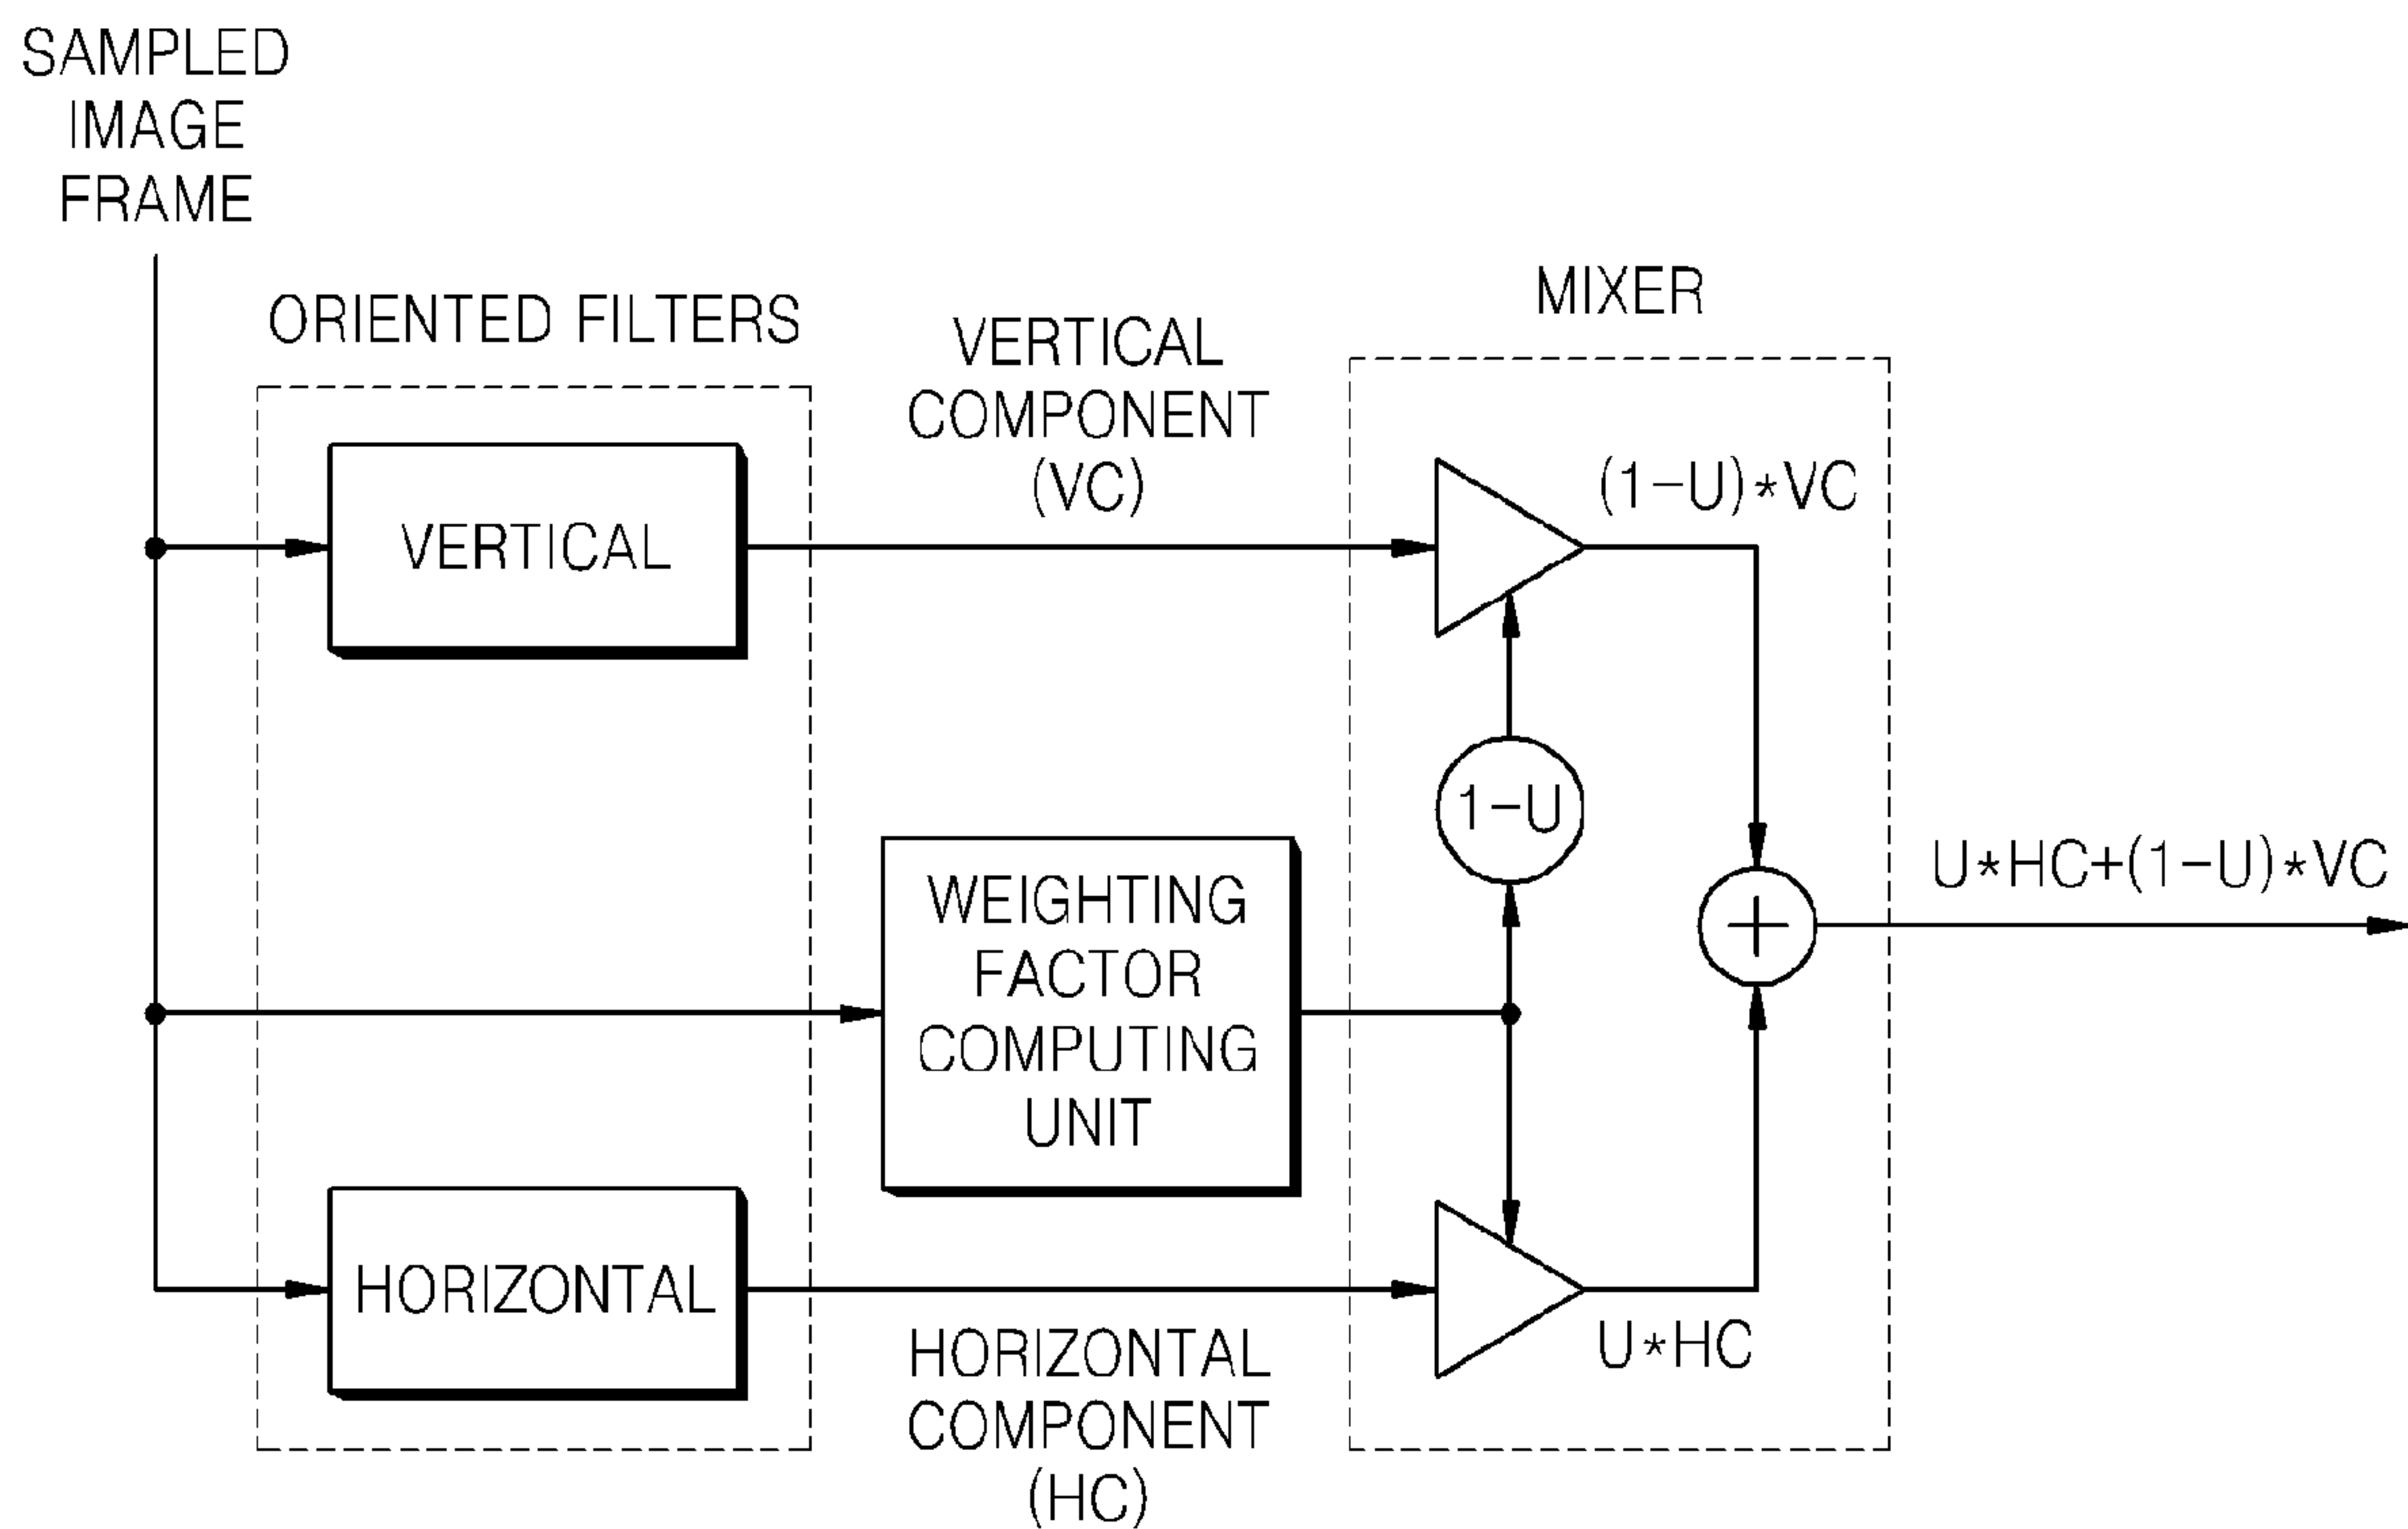 SAMPLED
IMAGE
FRAME
ORIENTED FILTERS
VERTICAL
COMPONENT
(VC)
MIXER
VERTICAL
(1-U)*VC
1-U
WEIGHTING
FACTOR
COMPUTING
UNIT
+
U*HC+(1-U)*VC
HORIZONTAL
HORIZONTAL
COMPONENT
(HC)
U*HC